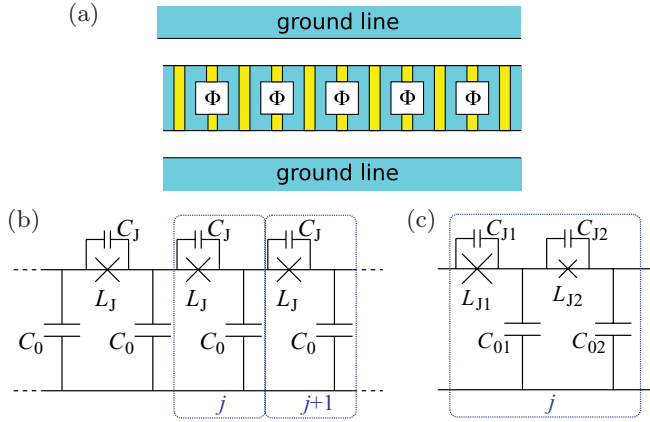 (a)
ground line
Φ Φ Φ Φ Φ
ground line
(b)
C_J C_J C_J
L_J L_J L_J
C_0 C_0 C_0 C_0
j j+1
(c)
C_J1 C_J2
L_J1 L_J2
C_01 C_02
j